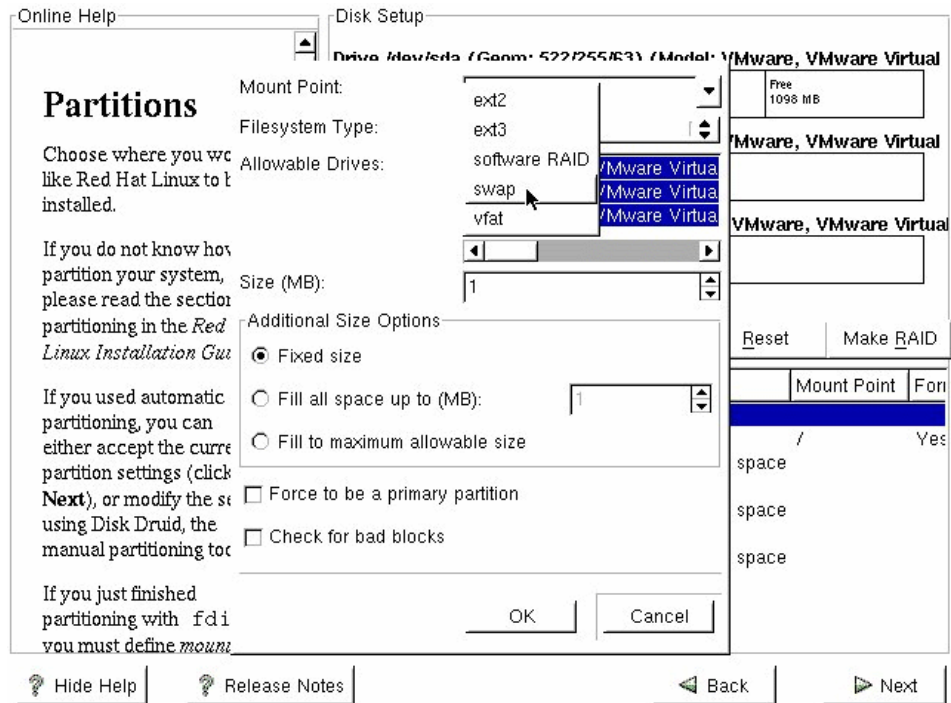 Online Help
Partitions
Choose where you wo
like Red Hat Linux to b
installed.
If you do not know hov
partition your system,
please read the section
partitioning in the Red
Linux Installation Gui
If you used automatic
partitioning, you can
either accept the curre
partition settings (click
Next), or modify the se
using Disk Druid, the
manual partitioning too
If you just finished
partitioning with fdi
you must define mount
Disk Setup
Drive /dev/sda (Geom: 522/255/63) (Model: VMware, VMware Virtual
Free
1098 MB
VMware, VMware Virtual
VMware, VMware Virtual
Reset
Make RAID
Mount Point
For
/
Yes
space
space
space
Mount Point:
Filesystem Type:
Allowable Drives:
ext2
ext3
software RAID
swap
vfat
VMware Virtua
VMware Virtua
VMware Virtua
Size (MB):
1
Additional Size Options
Fixed size
Fill all space up to (MB):
1
Fill to maximum allowable size
Force to be a primary partition
Check for bad blocks
OK
Cancel
Hide Help
Release Notes
Back
Next